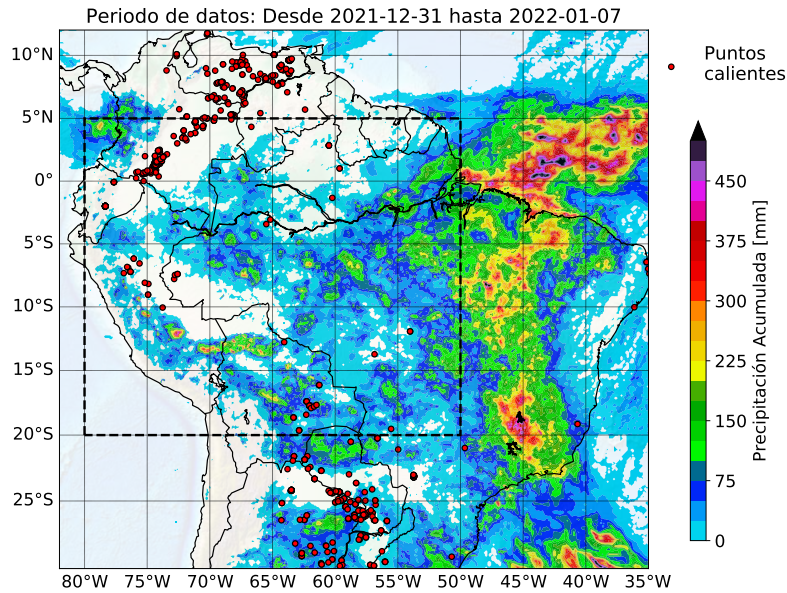 Periodo de datos: Desde 2021-12-31 hasta 2022-01-07
Puntos
calientes
10°N
5°N
0°
5°S
10°S
15°S
20°S
25°S
80°W 75°W 70°W 65°W 60°W 55°W 50°W 45°W 40°W 35°W
450
375
300
225
150
75
0
Precipitación Acumulada [mm]